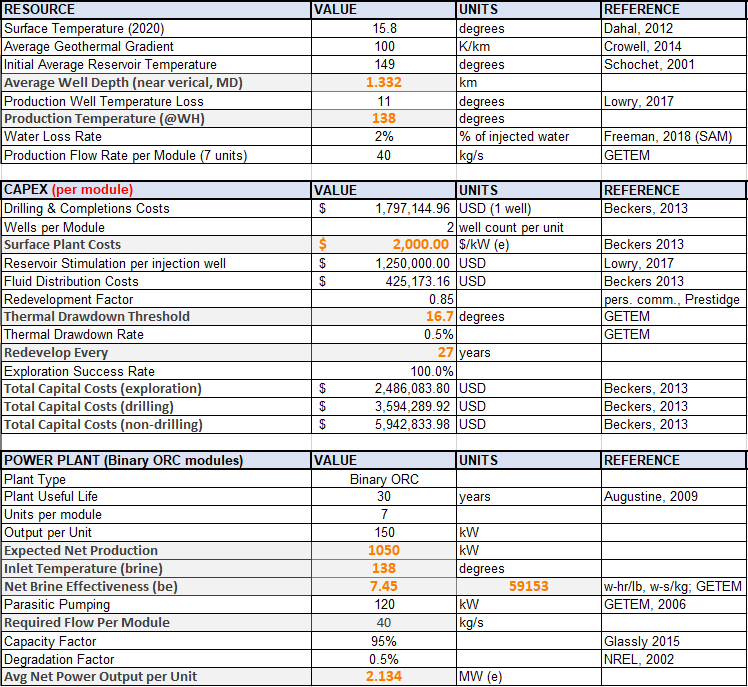 RESOURCE VALUE UNITS REFERENCE
Surface Temperature (2020) 15.8 degrees Dahal, 2012
Average Geothermal Gradient 100 K/km Crowell, 2014
Initial Average Reservoir Temperature 149 degrees Schochet, 2001
Average Well Depth (near verical, MD) 1.332 km
Production Well Temperature Loss 11 degrees Lowry, 2017
Production Temperature (@WH) 138 degrees
Water Loss Rate 2% % of injected water Freeman, 2018 (SAM)
Production Flow Rate per Module (7 units) 40 kg/s GETEM
CAPEX (per module) VALUE UNITS REFERENCE
Drilling & Completions Costs $ 1,797,144.96 USD (1 well) Beckers, 2013
Wells per Module 2 well count per unit
Surface Plant Costs $ 2,000.00 $/kW (e) Beckers 2013
Reservoir Stimulation per injection well $ 1,250,000.00 USD Lowry, 2017
Fluid Distribution Costs $ 425,173.16 USD Beckers 2013
Redevelopment Factor 0.85 pers. comm., Prestidge
Thermal Drawdown Threshold 16.7 degrees GETEM
Thermal Drawdown Rate 0.5% GETEM
Redevelop Every 27 years
Exploration Success Rate 100.0%
Total Capital Costs (exploration) $ 2,486,083.80 USD Beckers, 2013
Total Capital Costs (drilling) $ 3,594,289.92 USD Beckers, 2013
Total Capital Costs (non-drilling) $ 5,942,833.98 USD Beckers, 2013
POWER PLANT (Binary ORC modules) VALUE UNITS REFERENCE
Plant Type Binary ORC
Plant Useful Life 30 years Augustine, 2009
Units per module 7
Output per Unit 150 kW
Expected Net Production 1050 kW
Inlet Temperature (brine) 138 degrees
Net Brine Effectiveness (be) 7.45 59153 w-hr/lb, w-s/kg; GETEM
Parasitic Pumping 120 kW GETEM, 2006
Required Flow Per Module 40 kg/s
Capacity Factor 95% Glassly 2015
Degradation Factor 0.5% NREL, 2002
Avg Net Power Output per Unit 2.134 MW (e)